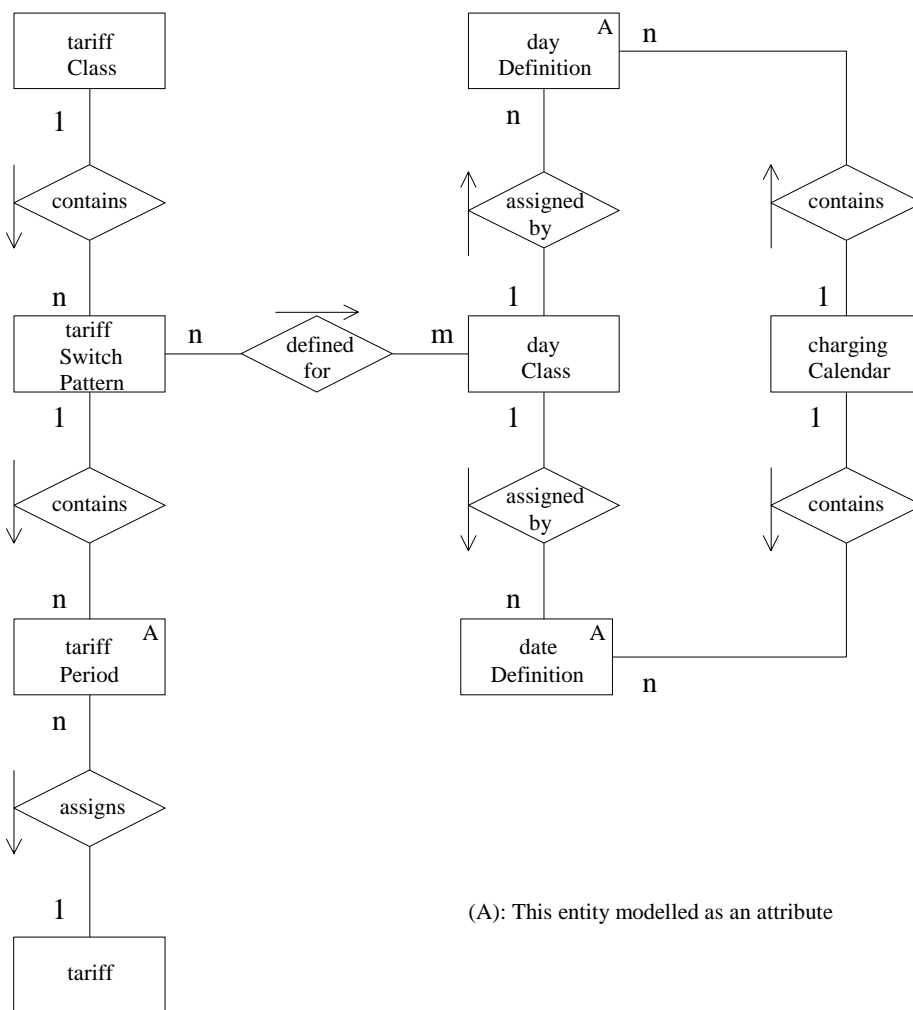 tariff
Class
1
contains
n
tariff
Switch
Pattern
1
contains
n
A
tariff
Period
n
assigns
1
tariff
n
defined
for
m
A
day
Definition
n
assigned
by
1
day
Class
1
assigned
by
n
A
date
Definition
n
contains
1
charging
Calendar
1
contains
n
(A): This entity modelled as an attribute